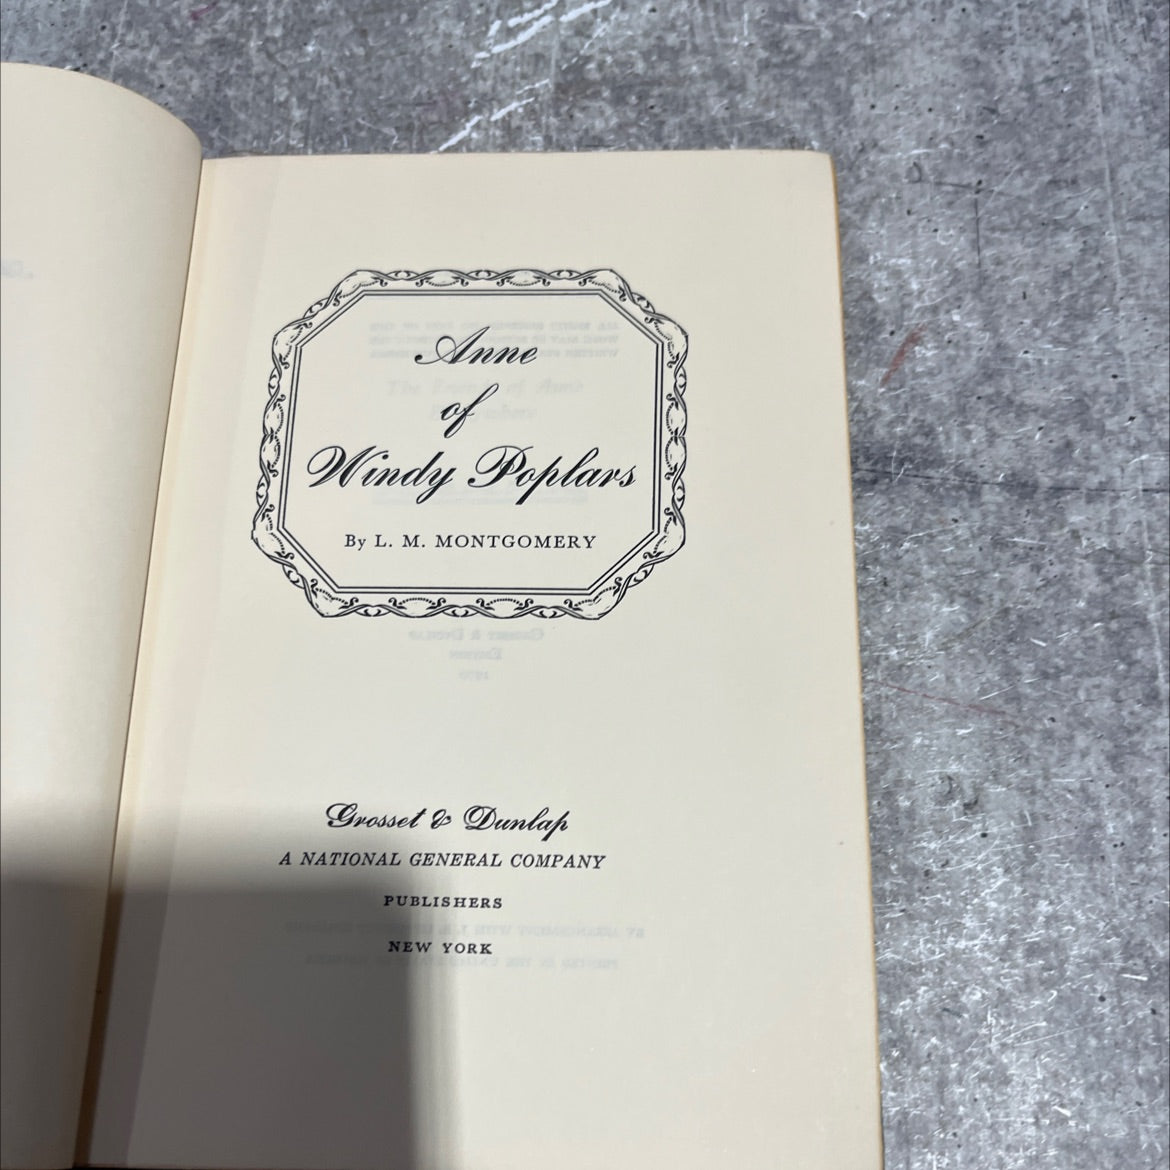 Anne
of
Windy Poplars
By L. M. MONTGOMERY
Grosset & Dunlap
A NATIONAL GENERAL COMPANY
PUBLISHERS
NEW YORK